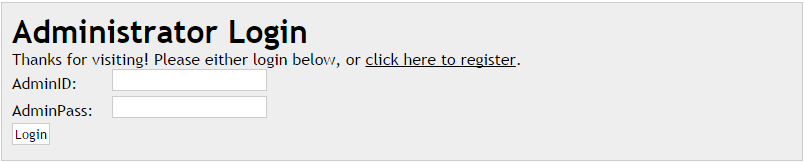 Administrator Login
Thanks for visiting! Please either login below, or click here to register.
AdminID:
AdminPass:
Login